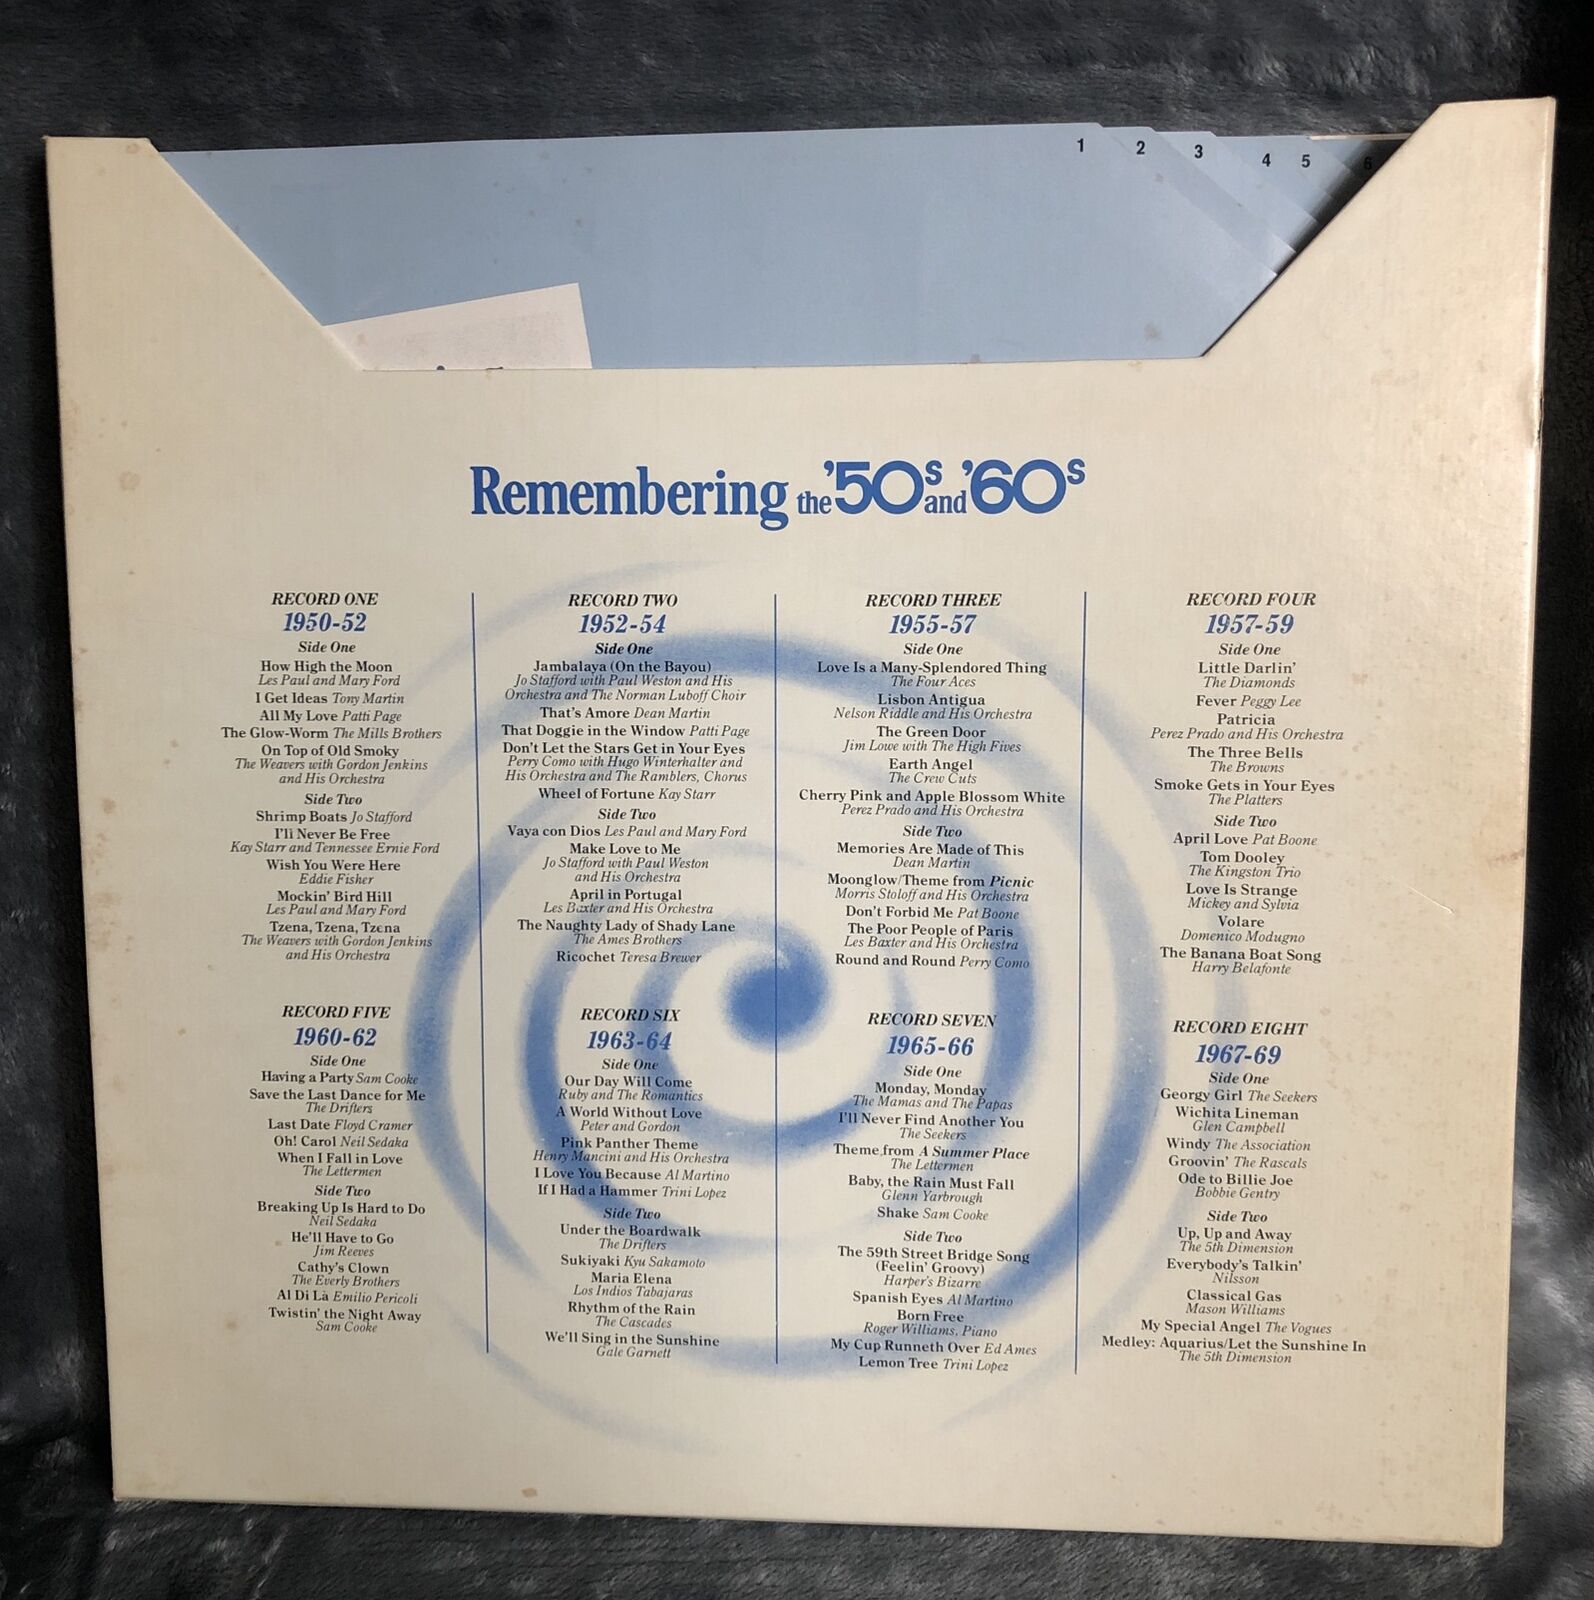 1
2
3
4
5
6
Remembering the '50s and '60s
RECORD ONE
1950-52
Side One
How High the Moon
Les Paul and Mary Ford
I Get Ideas Tony Martin
All My Love Patti Page
The Glow-Worm The Mills Brothers
On Top of Old Smoky
The Weavers with Gordon Jenkins
and His Orchestra
Side Two
Shrimp Boats Jo Stafford
I'll Never Be Free
Kay Starr and Tennessee Ernie Ford
Wish You Were Here
Eddie Fisher
Mockin' Bird Hill
Les Paul and Mary Ford
Tzena, Tzena, Tzena
The Weavers with Gordon Jenkins
and His Orchestra
RECORD TWO
1952-54
Side One
Jambalaya (On the Bayou)
Jo Stafford with Paul Weston and His
Orchestra and The Norman Luboff Choir
That's Amore Dean Martin
That Doggie in the Window Patti Page
Don't Let the Stars Get in Your Eyes
Perry Como with Hugo Winterhalter and
His Orchestra and The Ramblers, Chorus
Wheel of Fortune Kay Starr
Side Two
Vaya con Dios Les Paul and Mary Ford
Make Love to Me
Jo Stafford with Paul Weston
and His Orchestra
April in Portugal
Les Baxter and His Orchestra
The Naughty Lady of Shady Lane
The Ames Brothers
Ricochet Teresa Brewer
RECORD THREE
1955-57
Side One
Love Is a Many-Splendored Thing
The Four Aces
Lisbon Antigua
Nelson Riddle and His Orchestra
The Green Door
Jim Lowe with The High Fives
Earth Angel
The Crew Cuts
Cherry Pink and Apple Blossom White
Perez Prado and His Orchestra
Side Two
Memories Are Made of This
Dean Martin
Moonglow/Theme from Picnic
Morris Stoloff and His Orchestra
Don't Forbid Me Pat Boone
The Poor People of Paris
Les Baxter and His Orchestra
Round and Round Perry Como
RECORD FOUR
1957-59
Side One
Little Darlin'
The Diamonds
Fever Peggy Lee
Patricia
Perez Prado and His Orchestra
The Three Bells
The Browns
Smoke Gets in Your Eyes
The Platters
Side Two
April Love Pat Boone
Tom Dooley
The Kingston Trio
Love Is Strange
Mickey and Sylvia
Volare
Domenico Modugno
The Banana Boat Song
Harry Belafonte
RECORD FIVE
1960-62
Side One
Having a Party Sam Cooke
Save the Last Dance for Me
The Drifters
Last Date Floyd Cramer
Oh! Carol Neil Sedaka
When I Fall in Love
The Lettermen
Side Two
Breaking Up Is Hard to Do
Neil Sedaka
He'll Have to Go
Jim Reeves
Cathy's Clown
The Everly Brothers
Al Di Là Emilio Pericoli
Twistin' the Night Away
Sam Cooke
RECORD SIX
1963-64
Side One
Our Day Will Come
Ruby and The Romantics
A World Without Love
Peter and Gordon
Pink Panther Theme
Henry Mancini and His Orchestra
I Love You Because Al Martino
If I Had a Hammer Trini Lopez
Side Two
Under the Boardwalk
The Drifters
Sukiyaki Kyu Sakamoto
Maria Elena
Los Indios Tabajaras
Rhythm of the Rain
The Cascades
We'll Sing in the Sunshine
Gale Garnett
RECORD SEVEN
1965-66
Side One
Monday, Monday
The Mamas and The Papas
I'll Never Find Another You
The Seekers
Theme from A Summer Place
The Lettermen
Baby, the Rain Must Fall
Glenn Yarbrough
Shake Sam Cooke
Side Two
The 59th Street Bridge Song
(Feelin' Groovy)
Harper's Bizarre
Spanish Eyes Al Martino
Born Free
Roger Williams, Piano
My Cup Runneth Over Ed Ames
Lemon Tree Trini Lopez
RECORD EIGHT
1967-69
Side One
Georgy Girl The Seekers
Wichita Lineman
Glen Campbell
Windy The Association
Groovin' The Rascals
Ode to Billie Joe
Bobbie Gentry
Side Two
Up, Up and Away
The 5th Dimension
Everybody's Talkin'
Nilsson
Classical Gas
Mason Williams
My Special Angel The Vogues
Medley: Aquarius/Let the Sunshine In
The 5th Dimension